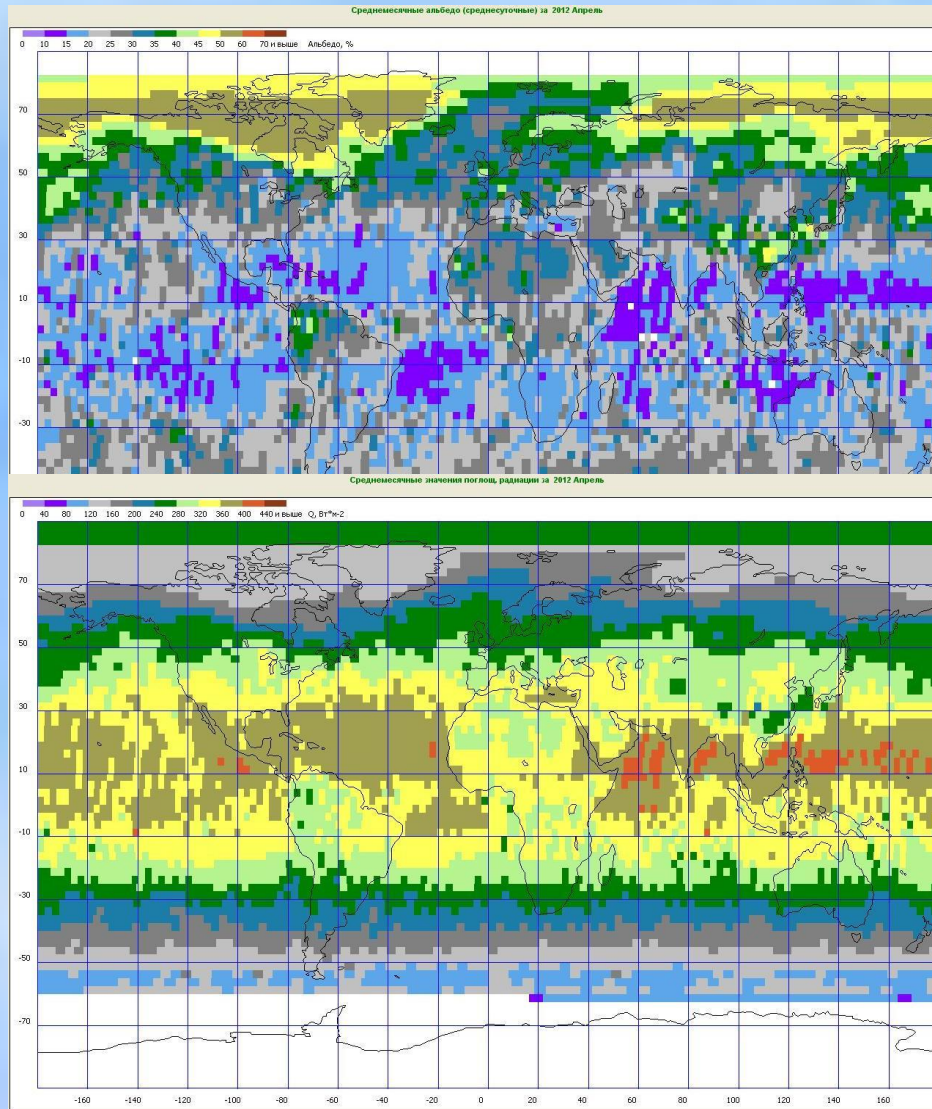 Среднемесячные альбедо (среднесуточные) за 2012 Апрель
0 10 15 20 25 30 35 40 45 50 60 70 и выше Альбедо, %
70
50
30
10
-10
-30
Среднемесячные значения поглощ. радиации за 2012 Апрель
0 40 80 120 160 200 240 280 320 360 400 440 и выше Q, Вт*м-2
70
50
30
10
-10
-30
-50
-70
-160 -140 -120 -100 -80 -60 -40 -20 0 20 40 60 80 100 120 140 160